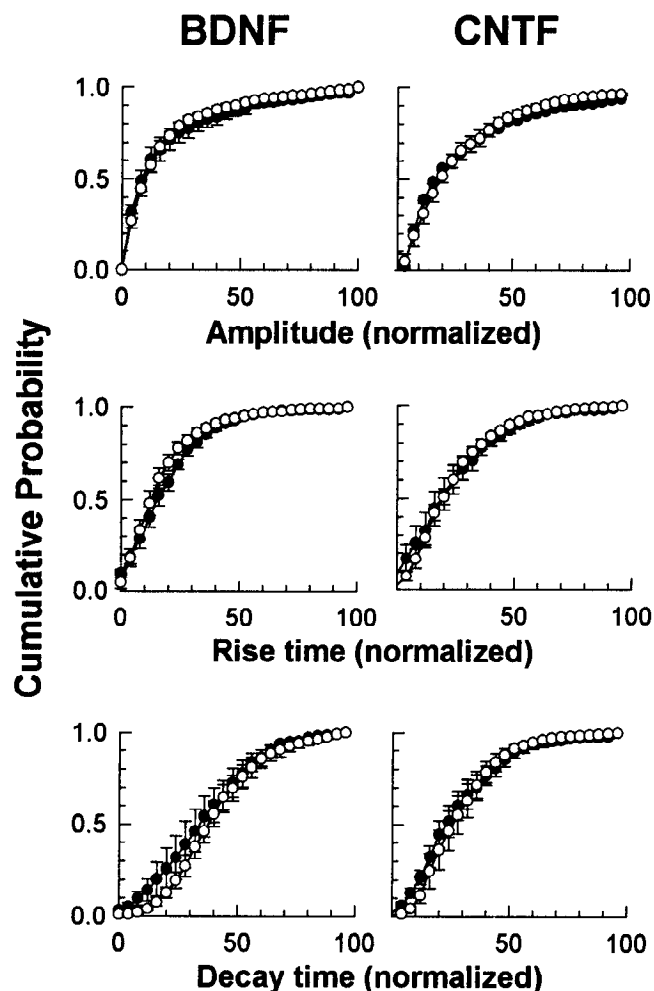 BDNF CNTF
1.0
0.5
0.0
0 50 100 50 100
Amplitude (normalized)
Cumulative Probability
1.0
0.5
0.0
0 50 100 50 100
Rise time (normalized)
1.0
0.5
0.0
0 50 100 50 100
Decay time (normalized)